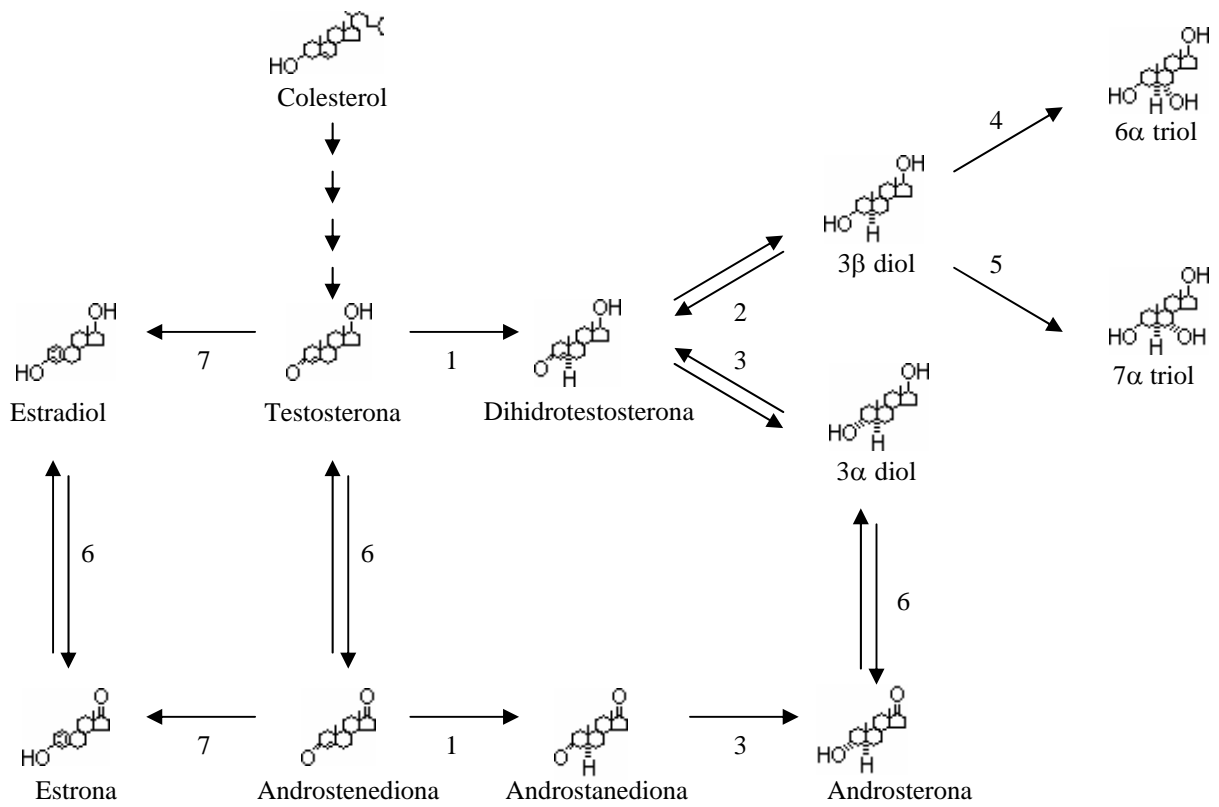 HO
Colesterol
OH
HO
H
OH
6α triol
4
OH
HO
H
3β diol
5
OH
HO
H
OH
7α triol
OH
HO
Estradiol
7
OH
O
Testosterona
1
OH
O
H
Dihidrotestosterona
2
3
OH
HO
H
3α diol
6
6
6
O
HO
Estrona
7
O
O
Androstenediona
1
O
O
H
Androstanediona
3
O
HO
H
Androsterona